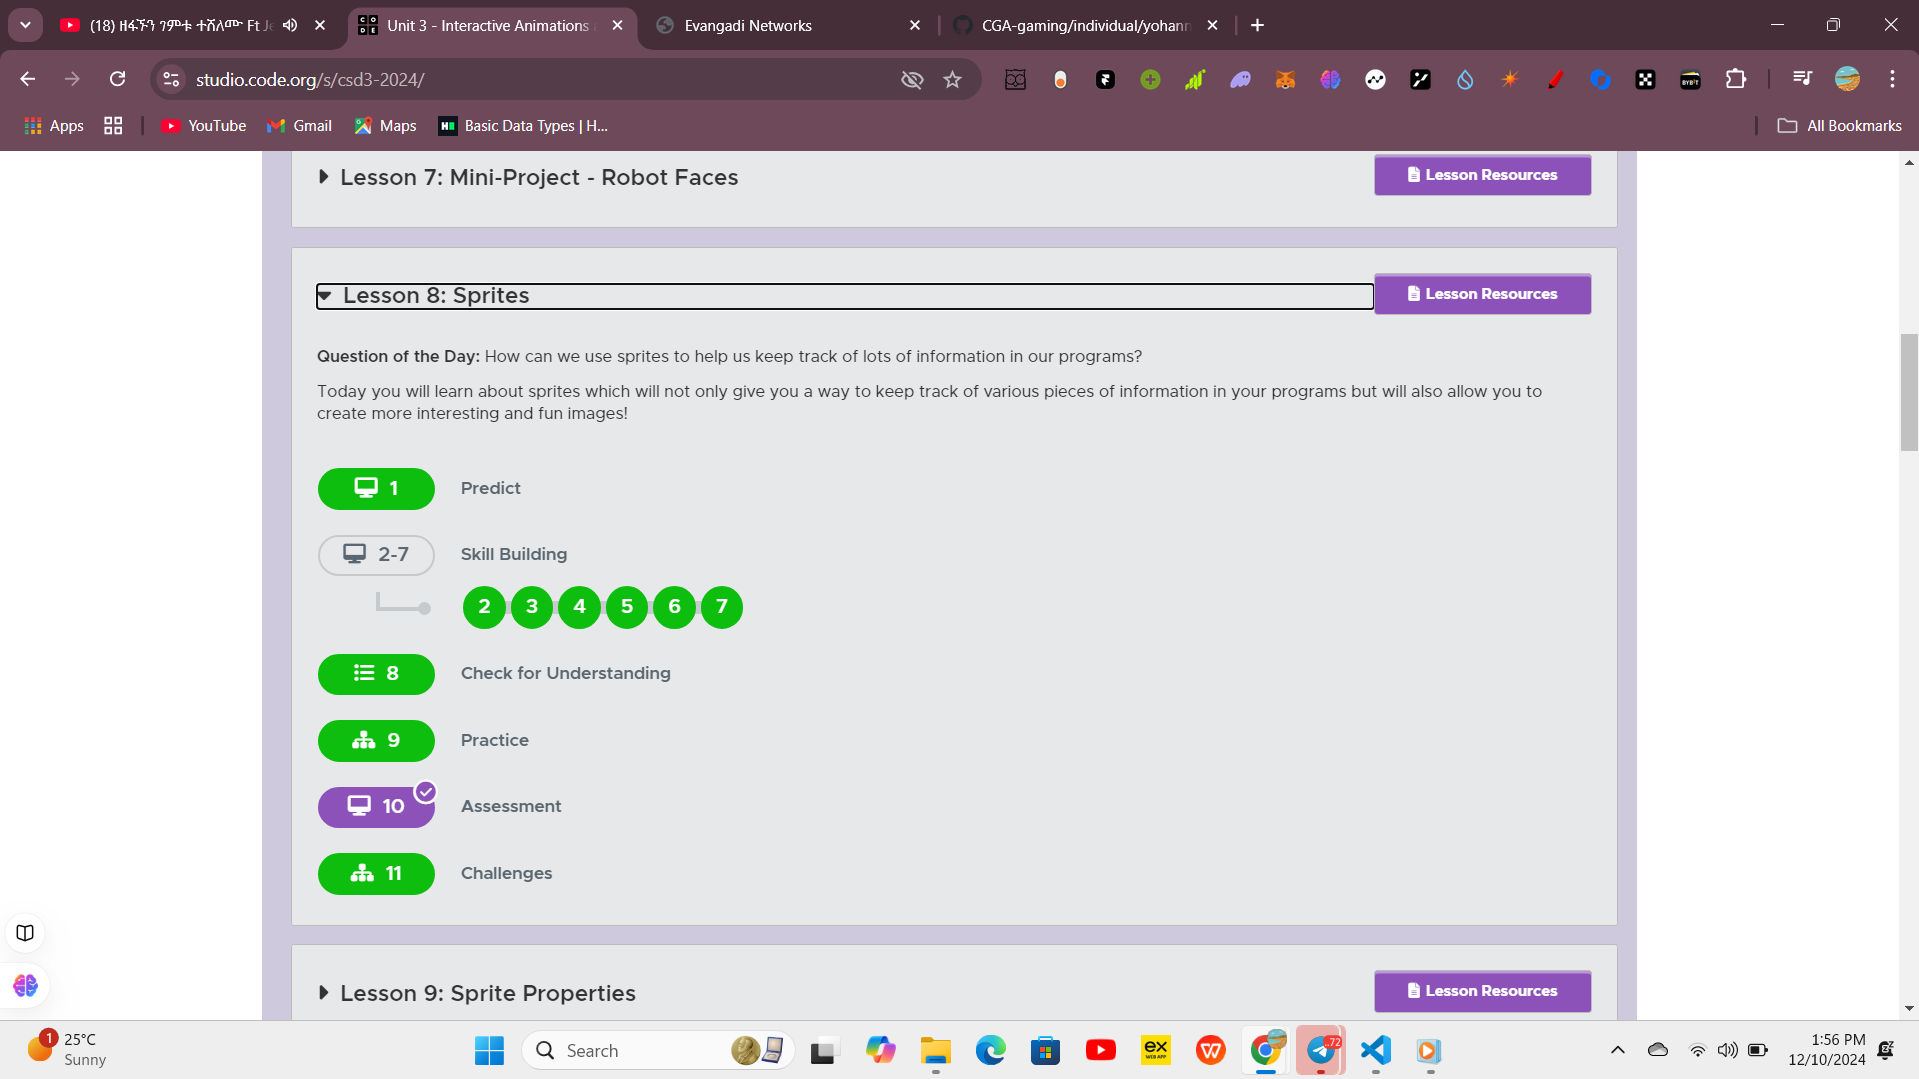 (18) ዘፋኙን ገምቱ ተሸለሙ Ft Je
Unit 3 - Interactive Animations a
Evangadi Networks
CGA-gaming/individual/yohann
studio.code.org/s/csd3-2024/
Apps
YouTube
Gmail
Maps
Basic Data Types | H...
All Bookmarks
Lesson 7: Mini-Project - Robot Faces
Lesson Resources
Lesson 8: Sprites
Lesson Resources
Question of the Day: How can we use sprites to help us keep track of lots of information in our programs?
Today you will learn about sprites which will not only give you a way to keep track of various pieces of information in your programs but will also allow you to
create more interesting and fun images!
1 Predict
2-7 Skill Building
2 3 4 5 6 7
8 Check for Understanding
9 Practice
10 Assessment
11 Challenges
Lesson 9: Sprite Properties
Lesson Resources
1 25°C
Sunny
Search
72
1:56 PM
12/10/2024